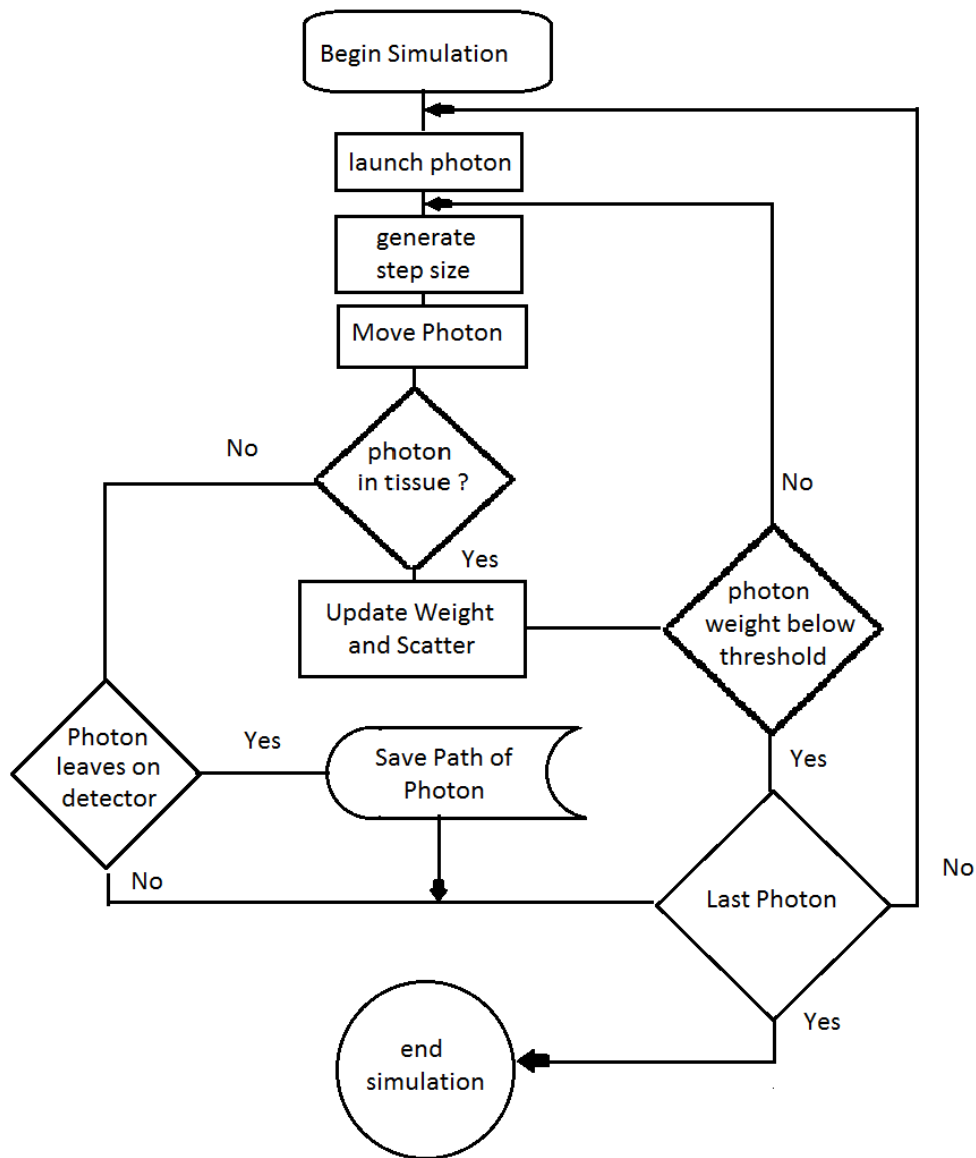 Begin Simulation
launch photon
generate
step size
Move Photon
No
photon
in tissue ?
No
Yes
photon
weight below
threshold
Update Weight
and Scatter
Photon
leaves on
detector
Yes
Save Path of
Photon
Yes
No
No
Last Photon
Yes
end
simulation